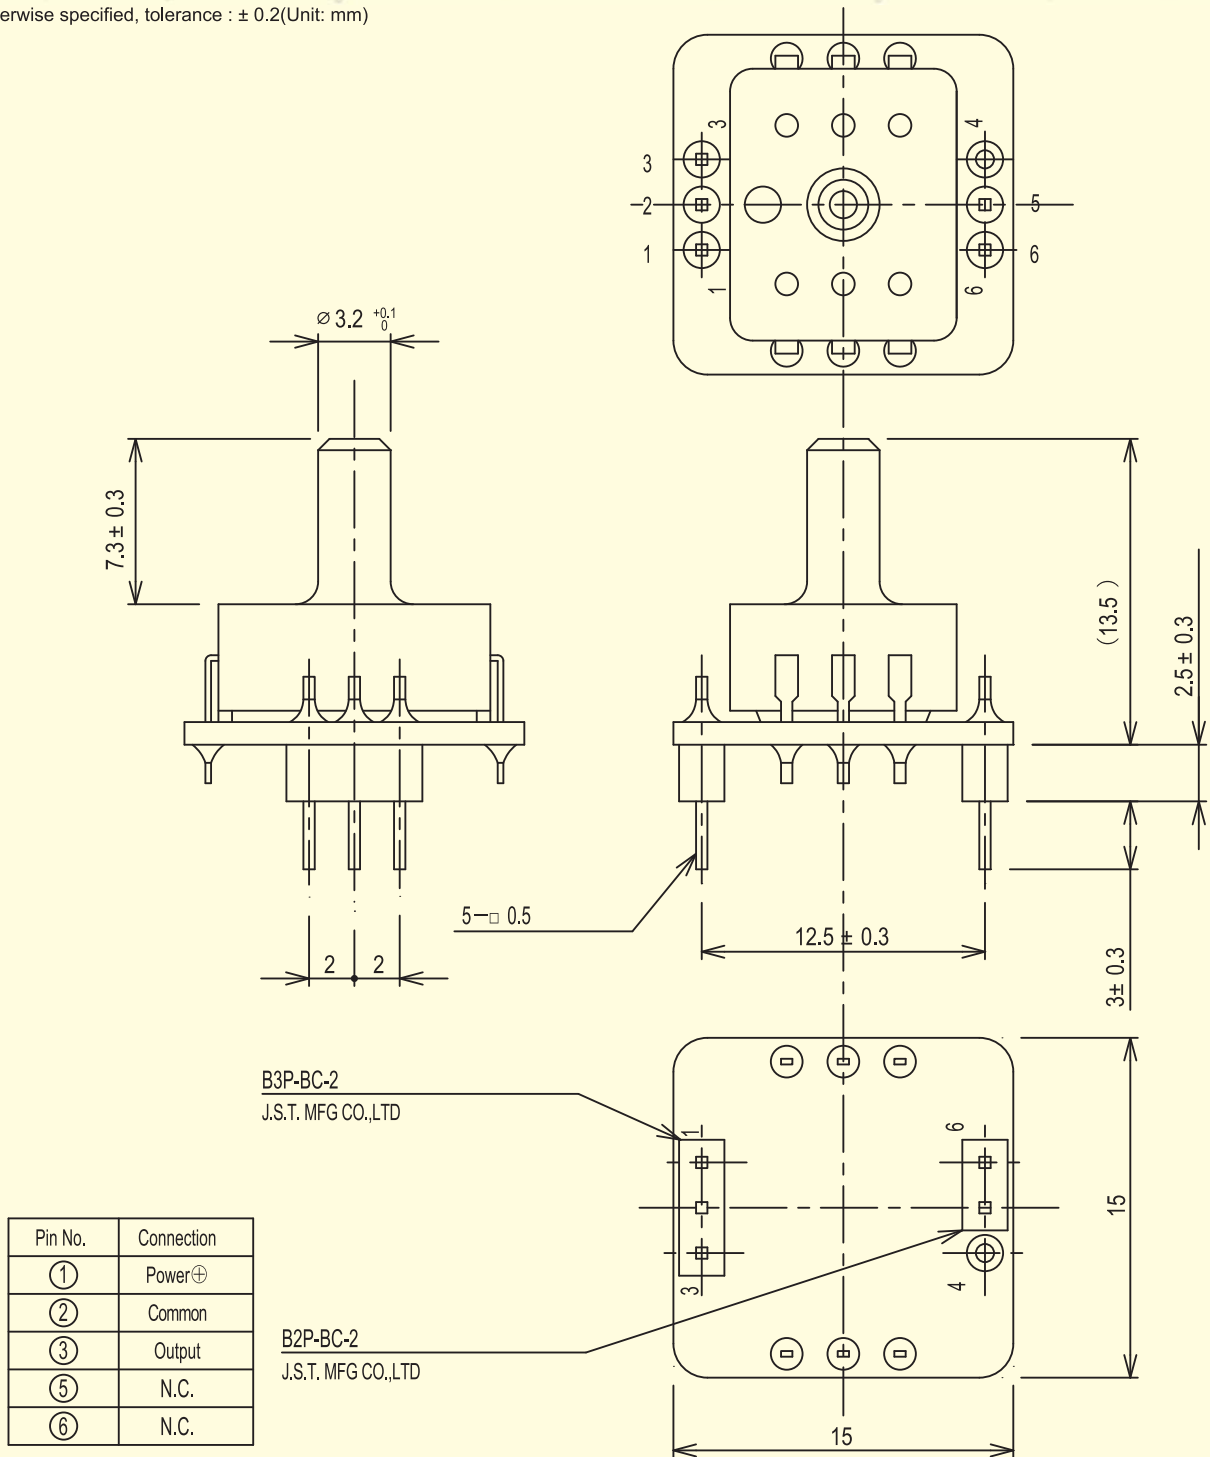 erwise specified, tolerance : ± 0.2(Unit: mm)
3
4
3
2
5
1
6
1
6
⌀ 3.2 +0.1 0
7.3 ± 0.3
(13.5 )
2.5 ± 0.3
5－□ 0.5
12.5 ± 0.3
2
2
3± 0.3
B3P-BC-2
J.S.T. MFG CO.,LTD
1
6
15
3
4
B2P-BC-2
J.S.T. MFG CO.,LTD
15
Pin No. Connection
① Power⊕
② Common
③ Output
⑤ N.C.
⑥ N.C.